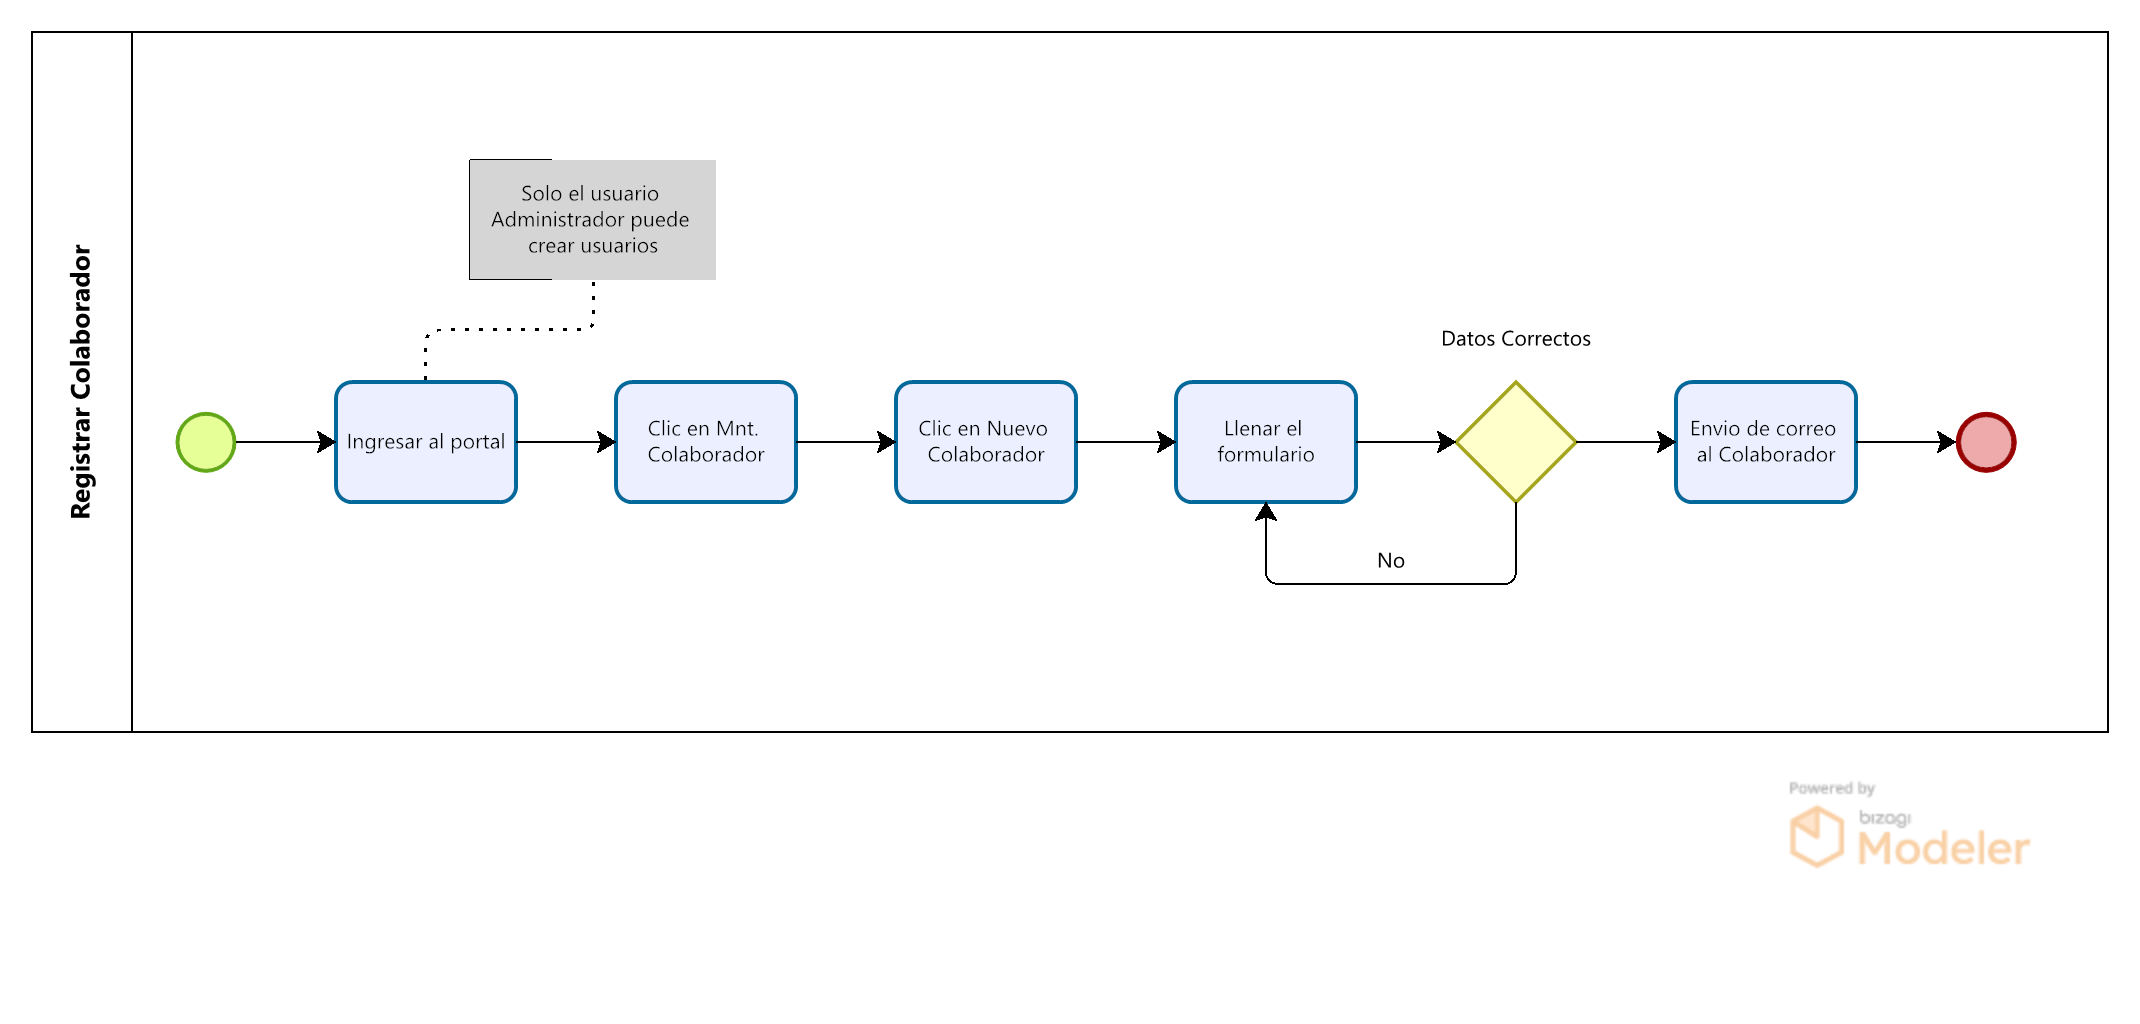 Registrar Colaborador
Solo el usuario
Administrador puede
crear usuarios
Ingresar al portal
Clic en Mnt.
Colaborador
Clic en Nuevo
Colaborador
Llenar el
formulario
Datos Correctos
No
Envio de correo
al Colaborador
Powered by
bizagi
Modeler